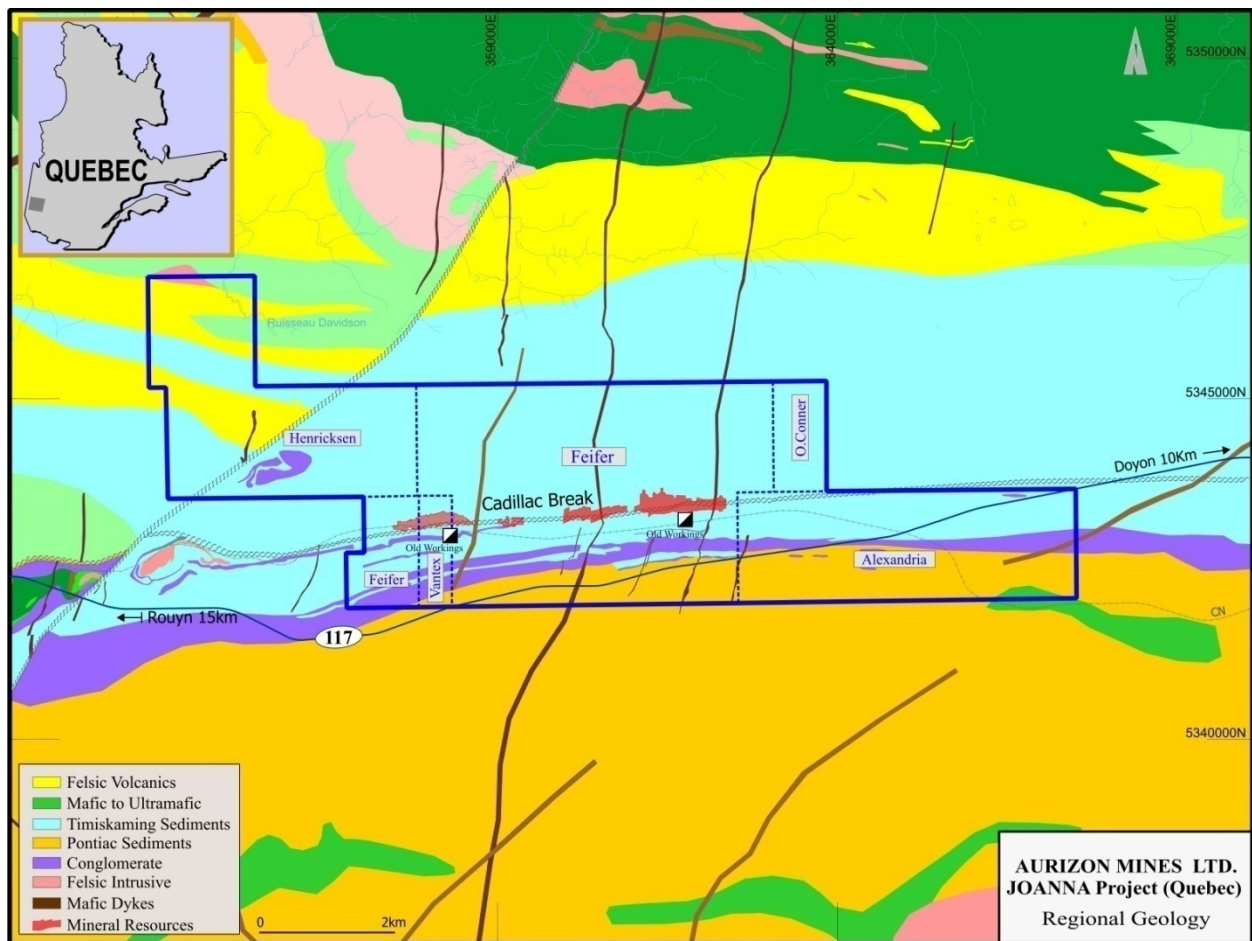 359000E
364000E
369000E
5350000N
QUEBEC
Ruisseau Davidson
5345000N
Henricksen
Feifer
O.Conner
Doyon 10Km
Cadillac Break
Old Workings
Old Workings
Vantex
Feifer
Alexandria
Rouyn 15km
117
CN
5340000N
Felsic Volcanics
Mafic to Ultramafic
Timiskaming Sediments
Pontiac Sediments
Conglomerate
Felsic Intrusive
Mafic Dykes
Mineral Resources
0
2km
AURIZON MINES LTD.
JOANNA Project (Quebec)
Regional Geology